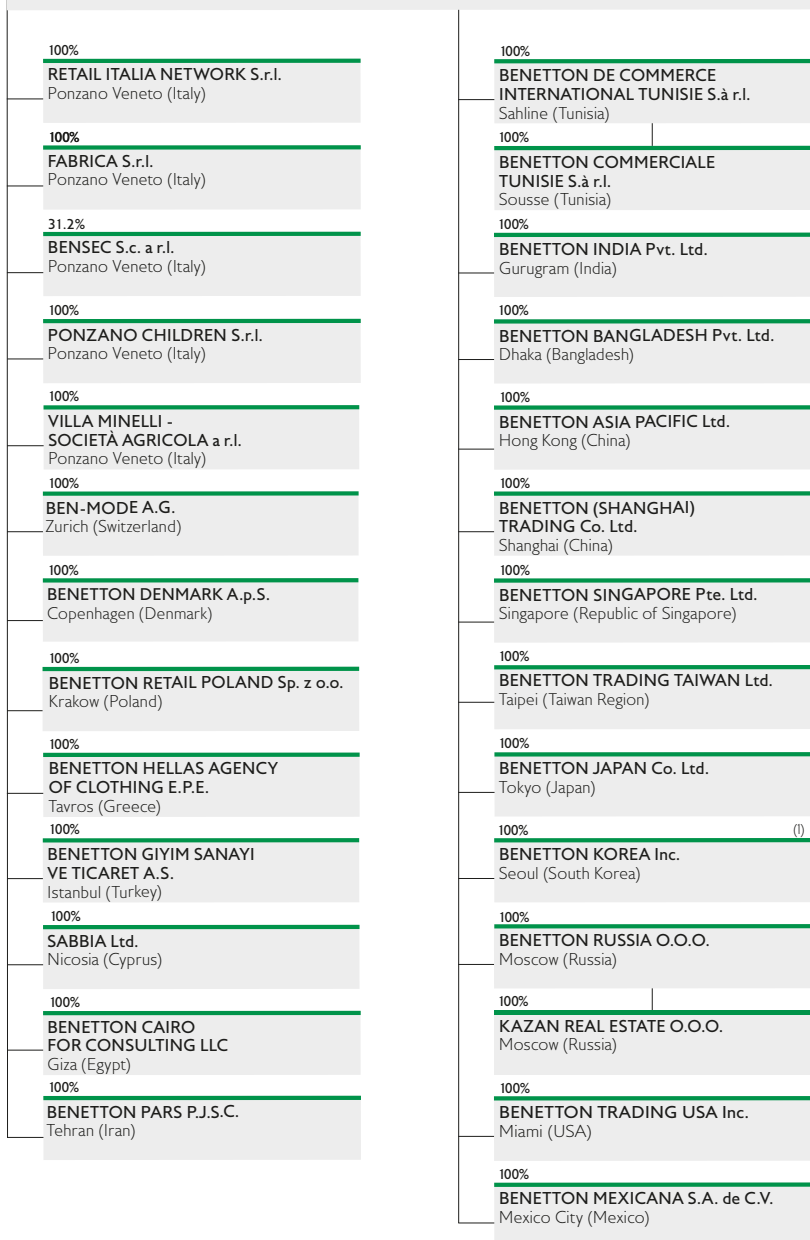 100%
RETAIL ITALIA NETWORK S.r.l.
Ponzano Veneto (Italy)
100%
FABRICA S.r.l.
Ponzano Veneto (Italy)
31.2%
BENSEC S.c. a r.l.
Ponzano Veneto (Italy)
100%
PONZANO CHILDREN S.r.l.
Ponzano Veneto (Italy)
100%
VILLA MINELLI -
SOCIETÀ AGRICOLA a r.l.
Ponzano Veneto (Italy)
100%
BEN-MODE A.G.
Zurich (Switzerland)
100%
BENETTON DENMARK A.p.S.
Copenhagen (Denmark)
100%
BENETTON RETAIL POLAND Sp. z o.o.
Krakow (Poland)
100%
BENETTON HELLAS AGENCY
OF CLOTHING E.P.E.
Tavros (Greece)
100%
BENETTON GIYIM SANAYI
VE TICARET A.S.
Istanbul (Turkey)
100%
SABBIA Ltd.
Nicosia (Cyprus)
100%
BENETTON CAIRO
FOR CONSULTING LLC
Giza (Egypt)
100%
BENETTON PARS P.J.S.C.
Tehran (Iran)
100%
BENETTON DE COMMERCE
INTERNATIONAL TUNISIE S.à r.l.
Sahline (Tunisia)
100%
BENETTON COMMERCIALE
TUNISIE S.à r.l.
Sousse (Tunisia)
100%
BENETTON INDIA Pvt. Ltd.
Gurugram (India)
100%
BENETTON BANGLADESH Pvt. Ltd.
Dhaka (Bangladesh)
100%
BENETTON ASIA PACIFIC Ltd.
Hong Kong (China)
100%
BENETTON (SHANGHAI)
TRADING Co. Ltd.
Shanghai (China)
100%
BENETTON SINGAPORE Pte. Ltd.
Singapore (Republic of Singapore)
100%
BENETTON TRADING TAIWAN Ltd.
Taipei (Taiwan Region)
100%
BENETTON JAPAN Co. Ltd.
Tokyo (Japan)
100% (1)
BENETTON KOREA Inc.
Seoul (South Korea)
100%
BENETTON RUSSIA O.O.O.
Moscow (Russia)
100%
KAZAN REAL ESTATE O.O.O.
Moscow (Russia)
100%
BENETTON TRADING USA Inc.
Miami (USA)
100%
BENETTON MEXICANA S.A. de C.V.
Mexico City (Mexico)